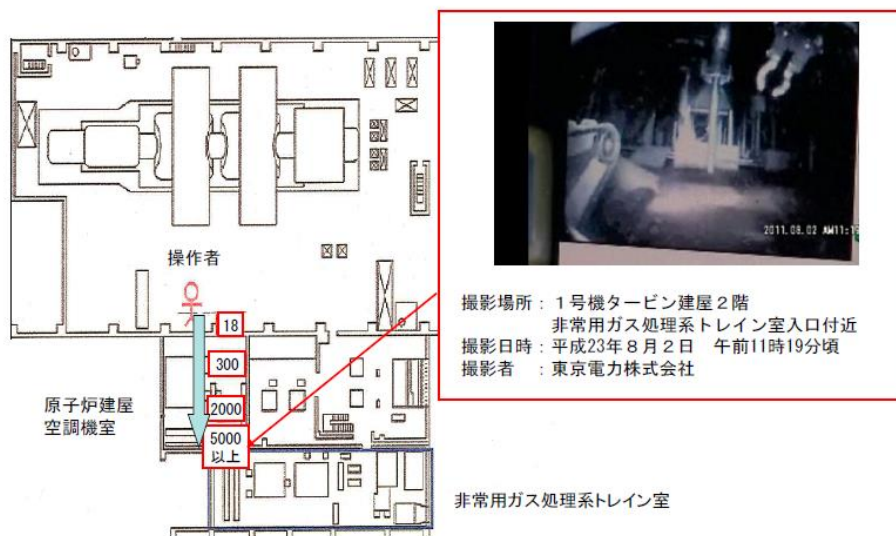 2011.08.02 AM11:19
操作者
18
300
2000
5000
以上
原子炉建屋
空調機室
撮影場所：１号機タービン建屋２階
非常用ガス処理系トレイン室入口付近
撮影日時：平成23年８月２日　午前11時19分頃
撮影者　：東京電力株式会社
非常用ガス処理系トレイン室